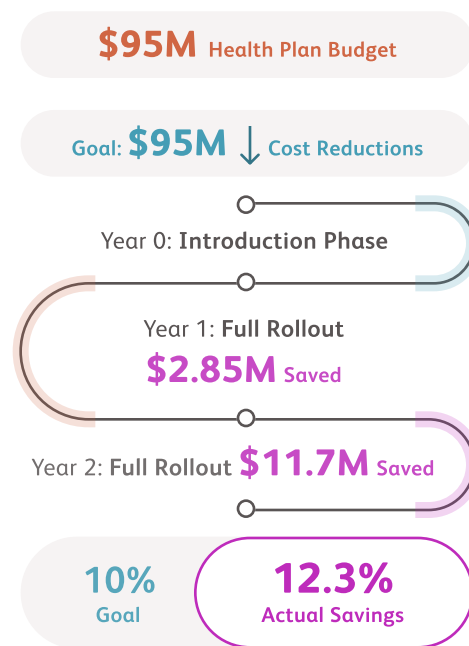 $95M Health Plan Budget
Goal: $95M ↓ Cost Reductions
Year 0: Introduction Phase
Year 1: Full Rollout
$2.85M Saved
Year 2: Full Rollout $11.7M Saved
10%
Goal
12.3%
Actual Savings